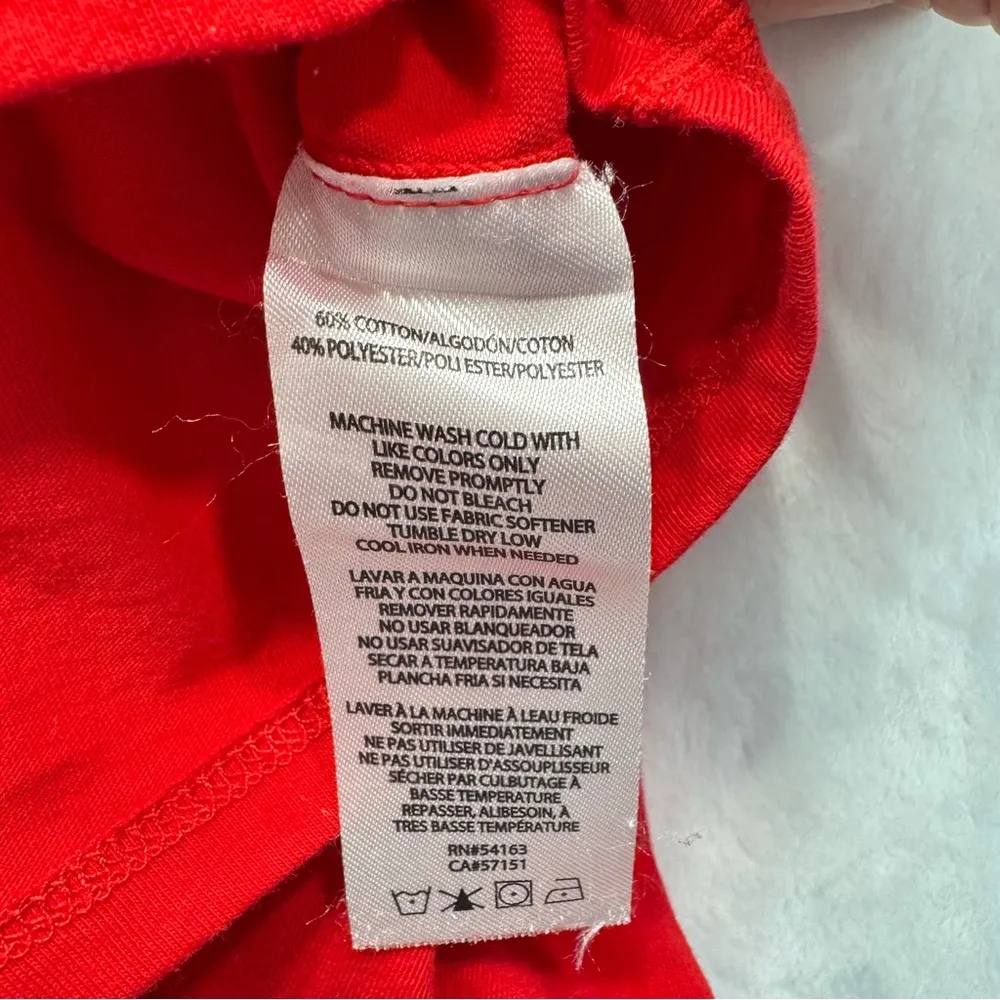 60% COTTON/ALGODÓN/COTON
40% POLYESTER/POLIESTER/POLYESTER
MACHINE WASH COLD WITH
LIKE COLORS ONLY
REMOVE PROMPTLY
DO NOT BLEACH
DO NOT USE FABRIC SOFTENER
TUMBLE DRY LOW
COOL IRON WHEN NEEDED
LAVAR A MAQUINA CON AGUA
FRIA Y CON COLORES IGUALES
REMOVER RAPIDAMENTE
NO USAR BLANQUEADOR
NO USAR SUAVISADOR DE TELA
SECAR A TEMPERATURA BAJA
PLANCHA FRIA SI NECESITA
LAVER À LA MACHINE À LEAU FROIDE
SORTIR IMMEDIATEMENT
NE PAS UTILISER DE JAVELLISANT
NE PAS UTILISER D'ASSOUPLISSEUR
SÉCHER PAR CULBUTAGE À
BASSE TEMPERATURE
REPASSER, ALIBESOIN, À
TRES BASSE TEMPÉRATURE
RN#54163
CA#57151